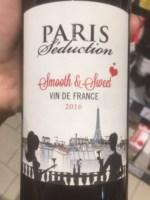 PARIS
Séduction
Smooth & Sweet
VIN DE FRANCE
2016